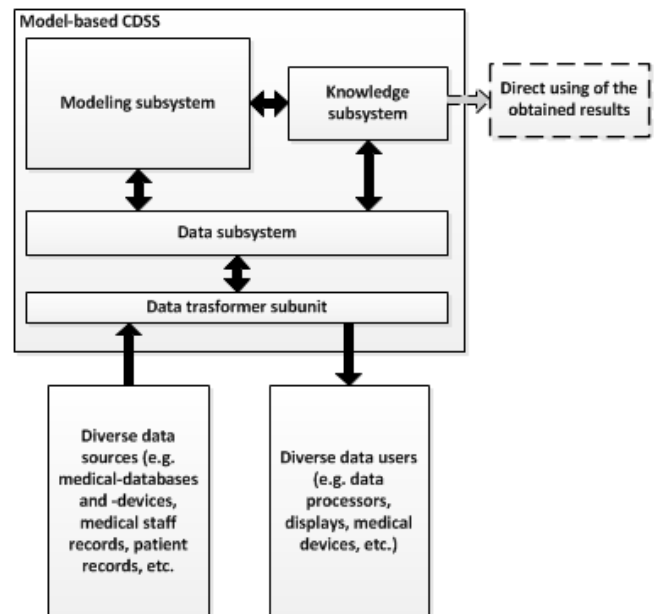 Model-based CDSS
Modeling subsystem
Knowledge
subsystem
Direct using of the
obtained results
Data subsystem
Data trasformer subunit
Diverse data
sources (e.g.
medical-databases
and -devices,
medical staff
records, patient
records, etc.
Diverse data users
(e.g. data
processors,
displays, medical
devices, etc.)